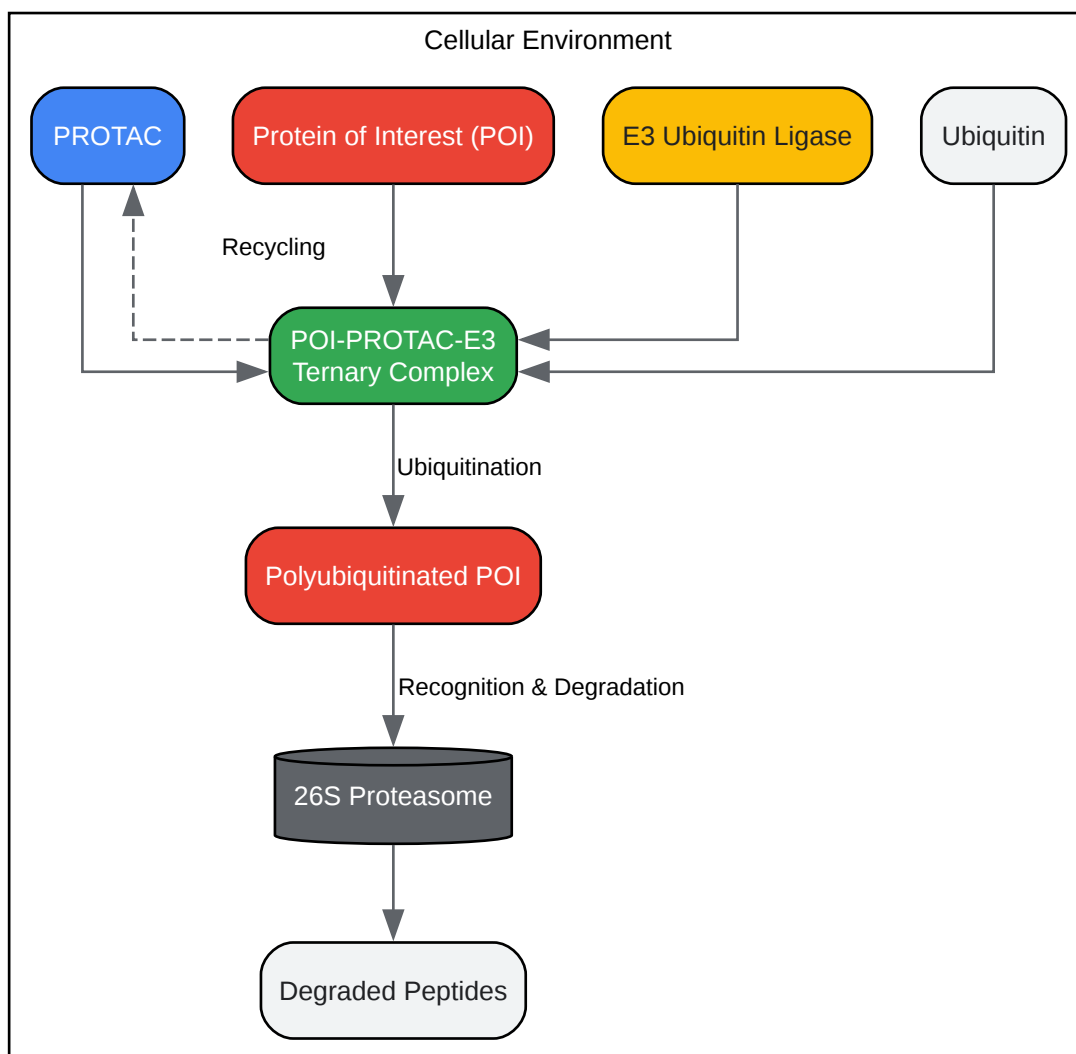 Cellular Environment
PROTAC
Protein of Interest (POI)
E3 Ubiquitin Ligase
Ubiquitin
Recycling
POI-PROTAC-E3
Ternary Complex
Ubiquitination
Polyubiquitinated POI
Recognition & Degradation
26S Proteasome
Degraded Peptides